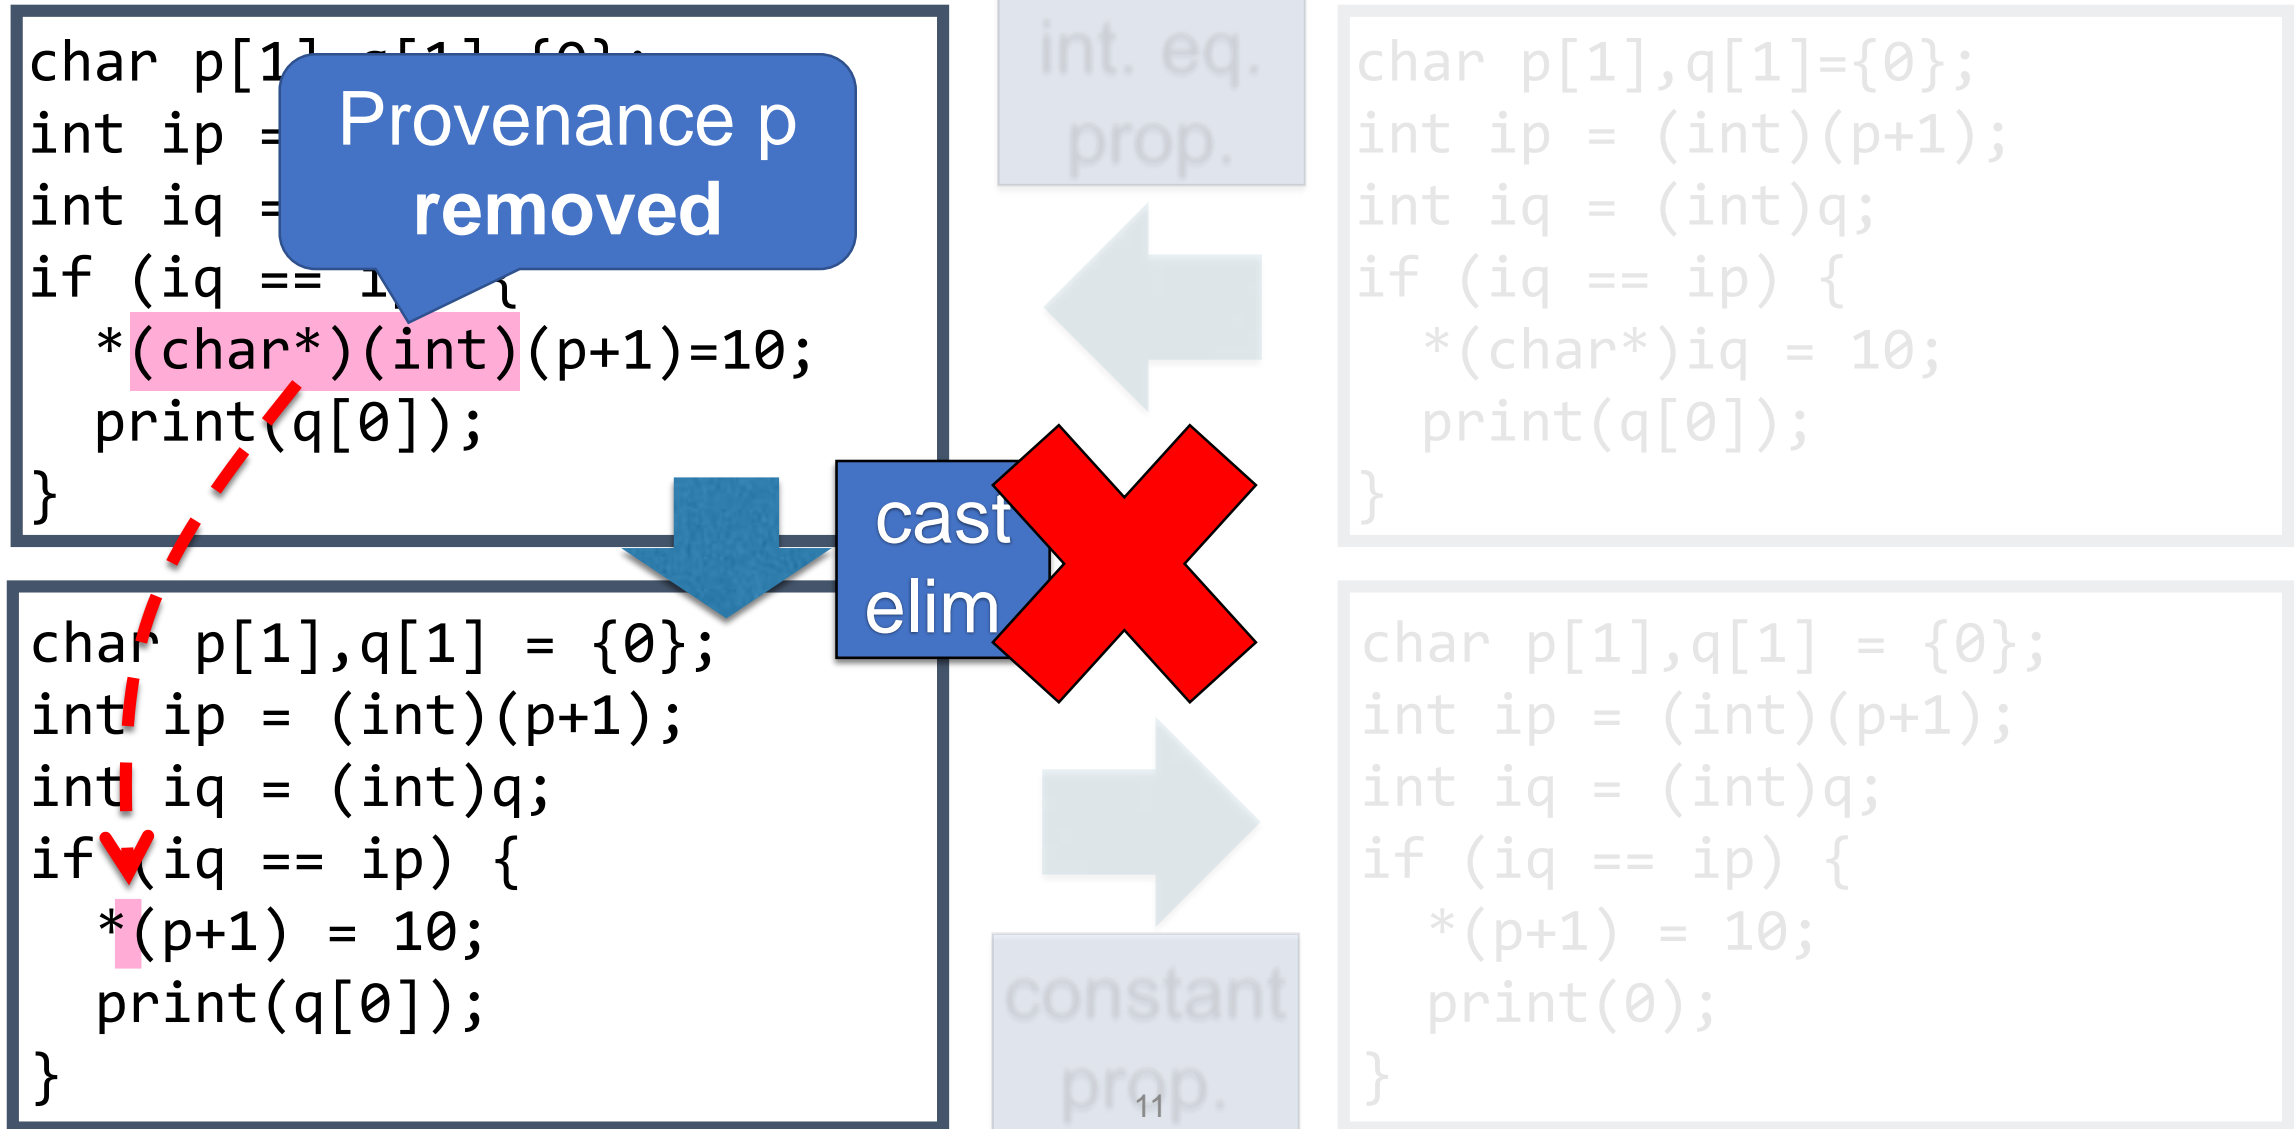 char p[1],q[1]={0};
int ip =
int iq =
if (iq == ip) {
*(char*)(int)(p+1)=10;
print(q[0]);
}
Provenance p
removed
int. eq.
prop.
char p[1],q[1]={0};
int ip = (int)(p+1);
int iq = (int)q;
if (iq == ip) {
*(char*)iq = 10;
print(q[0]);
}
cast
elim
char p[1],q[1] = {0};
int ip = (int)(p+1);
int iq = (int)q;
if (iq == ip) {
*(p+1) = 10;
print(q[0]);
}
constant
prop.
11
char p[1],q[1] = {0};
int ip = (int)(p+1);
int iq = (int)q;
if (iq == ip) {
*(p+1) = 10;
print(0);
}